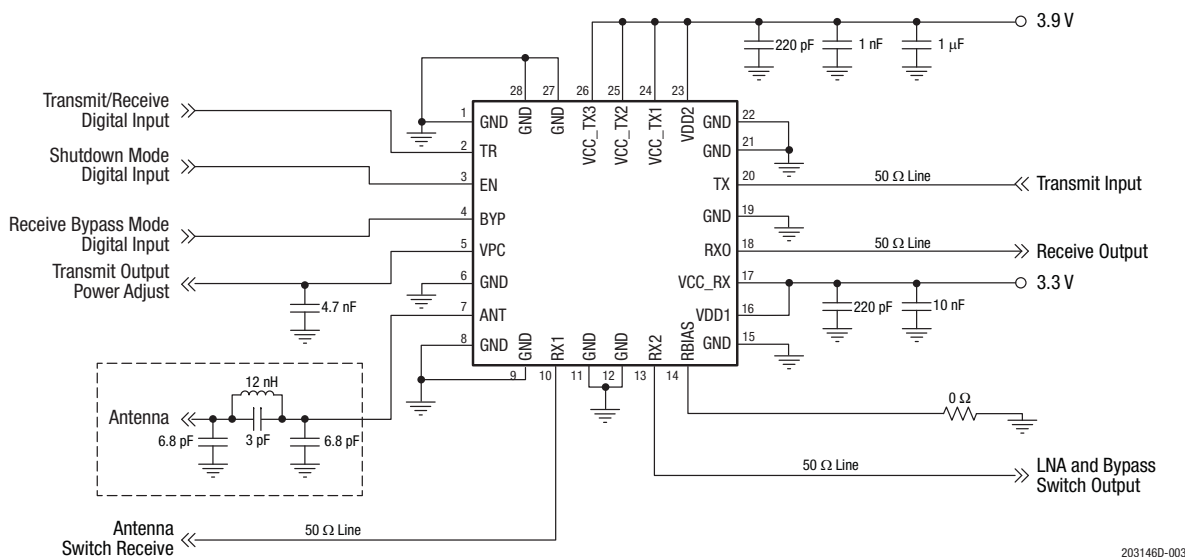 3.9 V
220 pF
1 nF
1 µF
28
27
26
25
24
23
GND
GND
VCC_TX3
VCC_TX2
VCC_TX1
VDD2
Transmit/Receive
Digital Input
Shutdown Mode
Digital Input
Receive Bypass Mode
Digital Input
Transmit Output
Power Adjust
4.7 nF
1
GND
2
TR
3
EN
4
BYP
5
VPC
6
GND
7
ANT
8
GND
GND
22
GND
21
TX
20
50 Ω Line
Transmit Input
GND
19
RXO
18
50 Ω Line
Receive Output
VCC_RX
17
3.3 V
VDD1
16
220 pF
10 nF
GND
15
GND
RX1
GND
GND
RX2
RBIAS
9
10
11
12
13
14
12 nH
Antenna
6.8 pF
3 pF
6.8 pF
0 Ω
50 Ω Line
LNA and Bypass
Switch Output
Antenna
Switch Receive
50 Ω Line
203146D-003